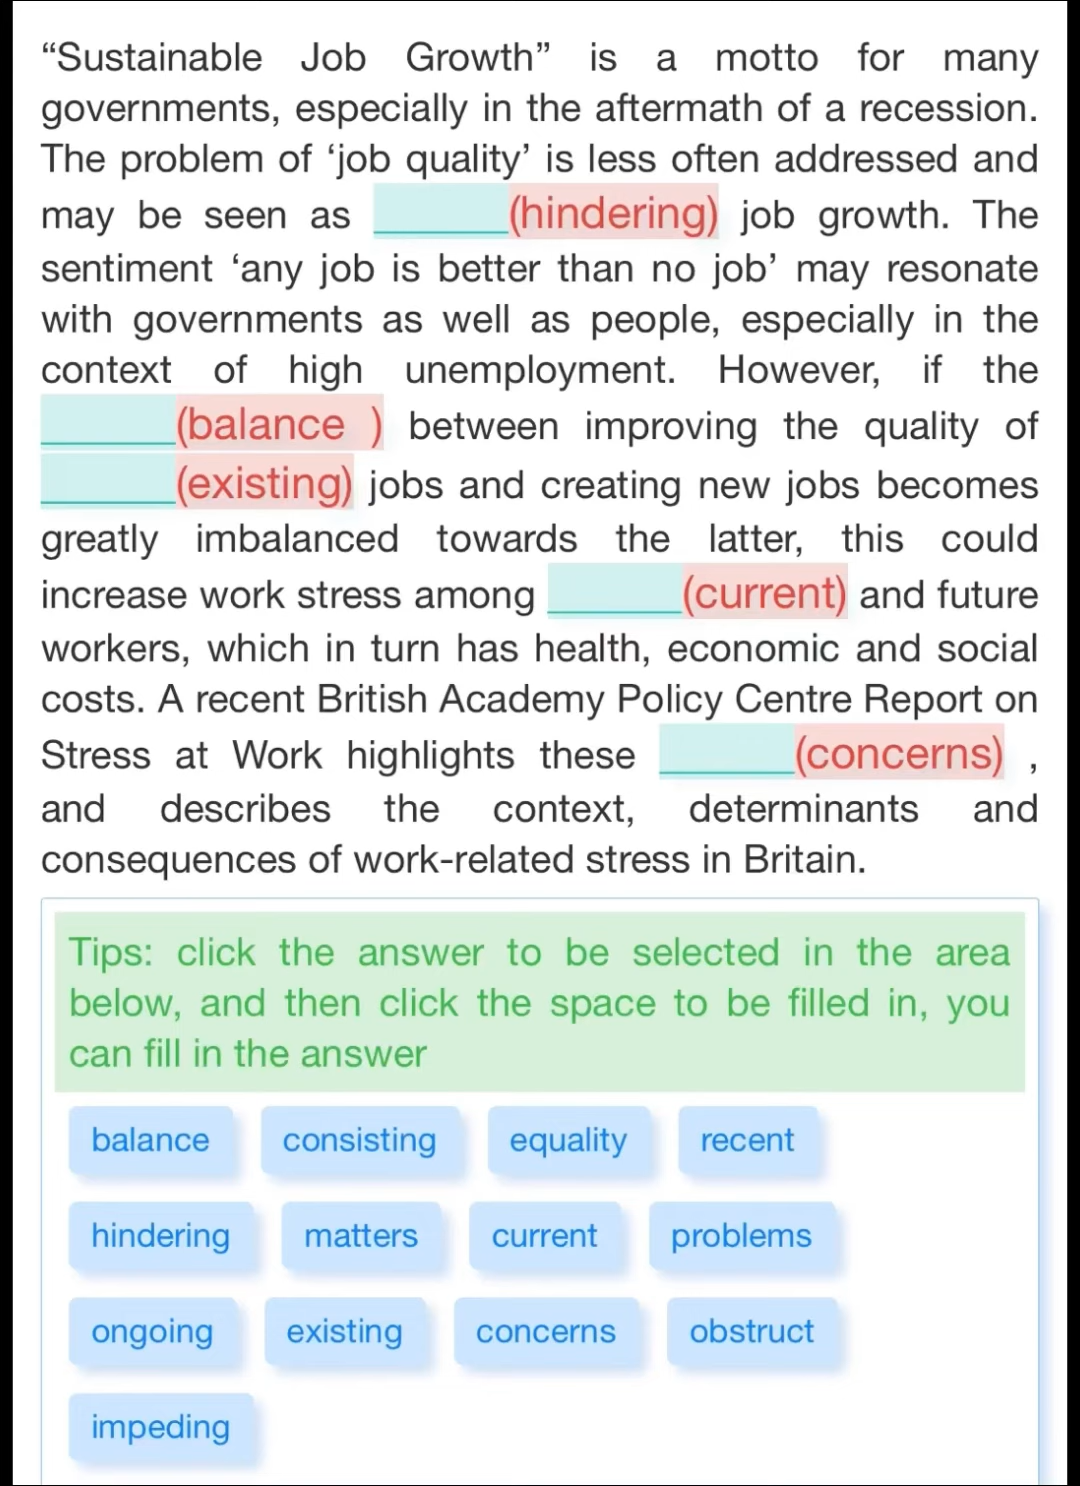 “Sustainable Job Growth” is a motto for many
governments, especially in the aftermath of a recession.
The problem of ‘job quality’ is less often addressed and
may be seen as ______(hindering) job growth. The
sentiment ‘any job is better than no job’ may resonate
with governments as well as people, especially in the
context of high unemployment. However, if the
______(balance ) between improving the quality of
______(existing) jobs and creating new jobs becomes
greatly imbalanced towards the latter, this could
increase work stress among ______(current) and future
workers, which in turn has health, economic and social
costs. A recent British Academy Policy Centre Report on
Stress at Work highlights these ______(concerns) ,
and describes the context, determinants and
consequences of work-related stress in Britain.
Tips: click the answer to be selected in the area
below, and then click the space to be filled in, you
can fill in the answer
balance consisting equality recent
hindering matters current problems
ongoing existing concerns obstruct
impeding